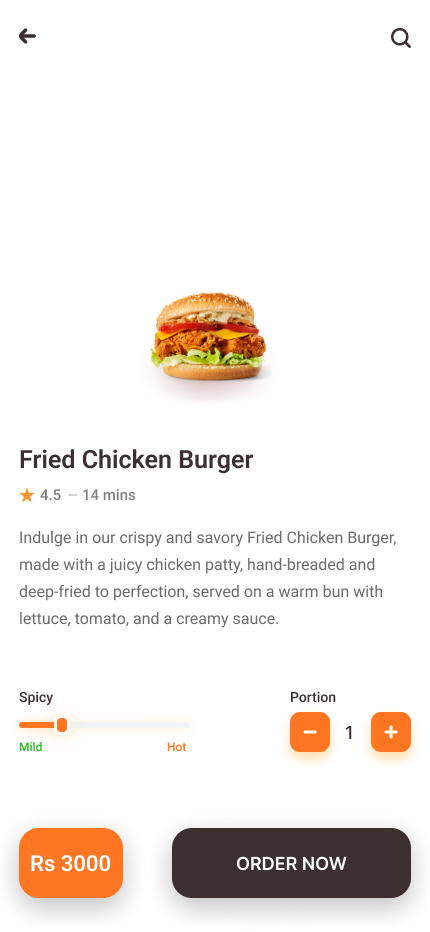 Fried Chicken Burger
4.5 — 14 mins
Indulge in our crispy and savory Fried Chicken Burger,
made with a juicy chicken patty, hand-breaded and
deep-fried to perfection, served on a warm bun with
lettuce, tomato, and a creamy sauce.
Spicy
Mild
Hot
Portion
1
Rs 3000
ORDER NOW